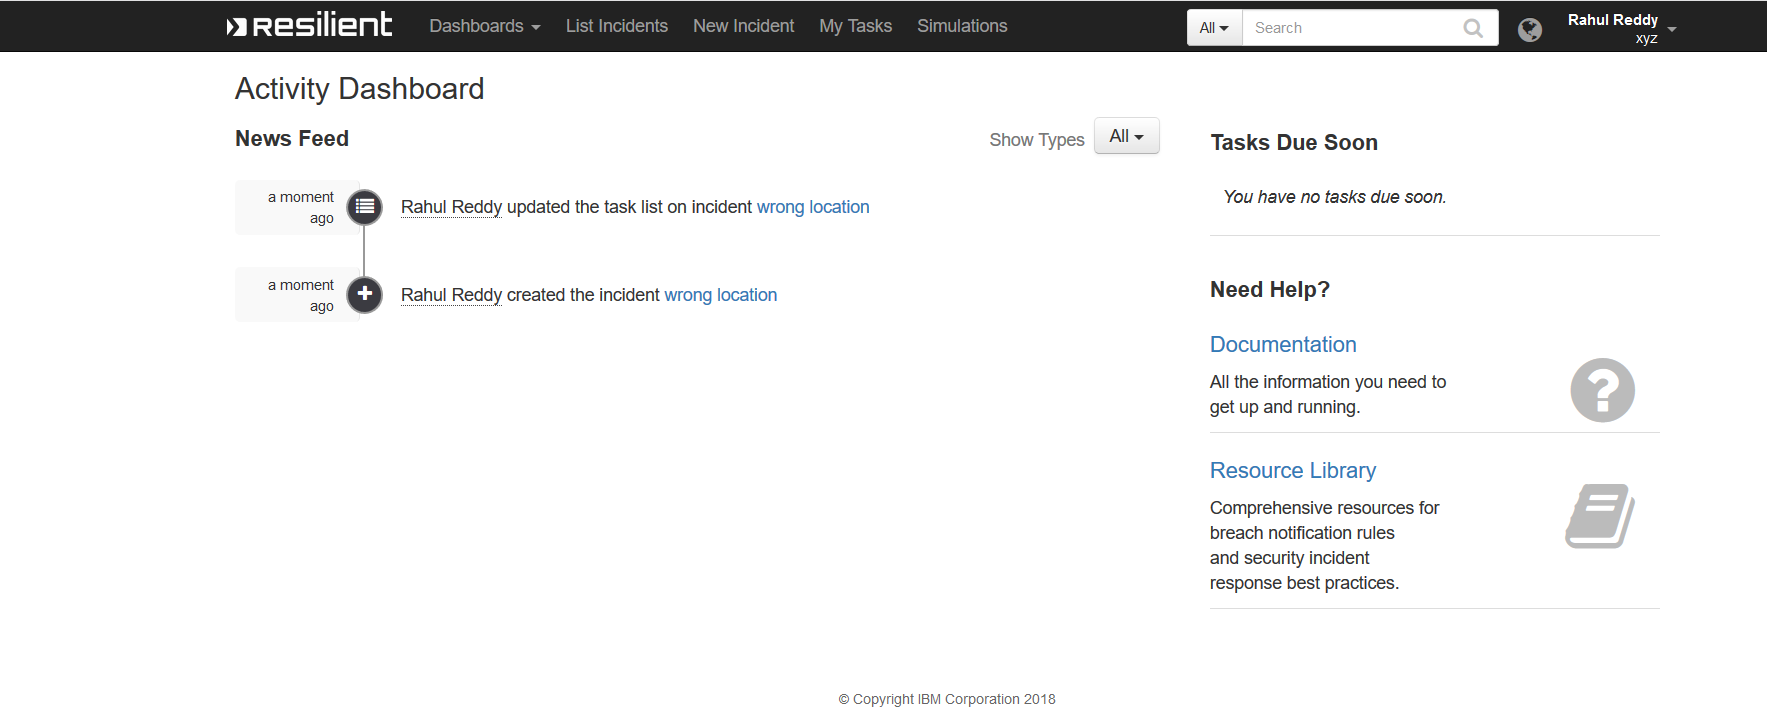 resilient Dashboards List Incidents New Incident My Tasks Simulations All Search Rahul Reddy
xyz
Activity Dashboard
News Feed
Show Types All
a moment
ago
Rahul Reddy updated the task list on incident wrong location
a moment
ago
Rahul Reddy created the incident wrong location
Tasks Due Soon
You have no tasks due soon.
Need Help?
Documentation
All the information you need to
get up and running.
Resource Library
Comprehensive resources for
breach notification rules
and security incident
response best practices.
© Copyright IBM Corporation 2018